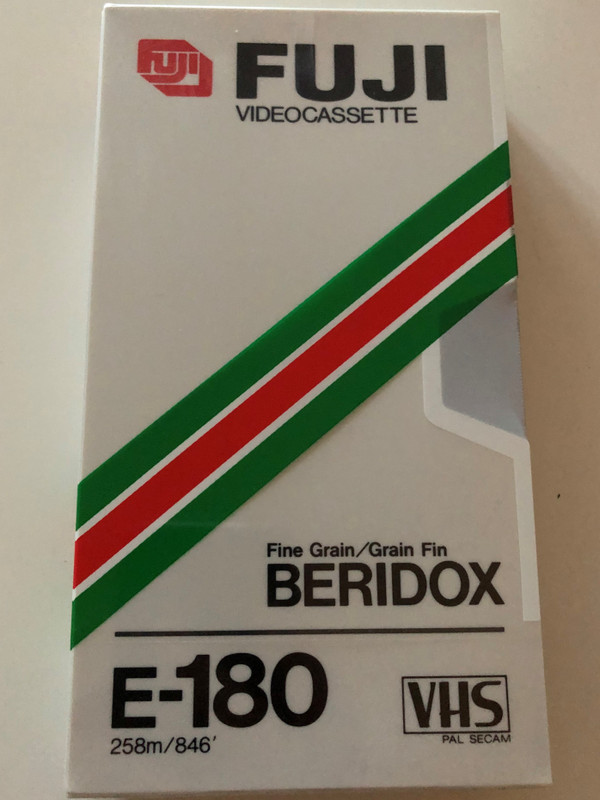 FUJI
FUJI
VIDEOCASSETTE
Fine Grain/Grain Fin
BERIDOX
E-180
258m/846′
VHS
PAL SECAM